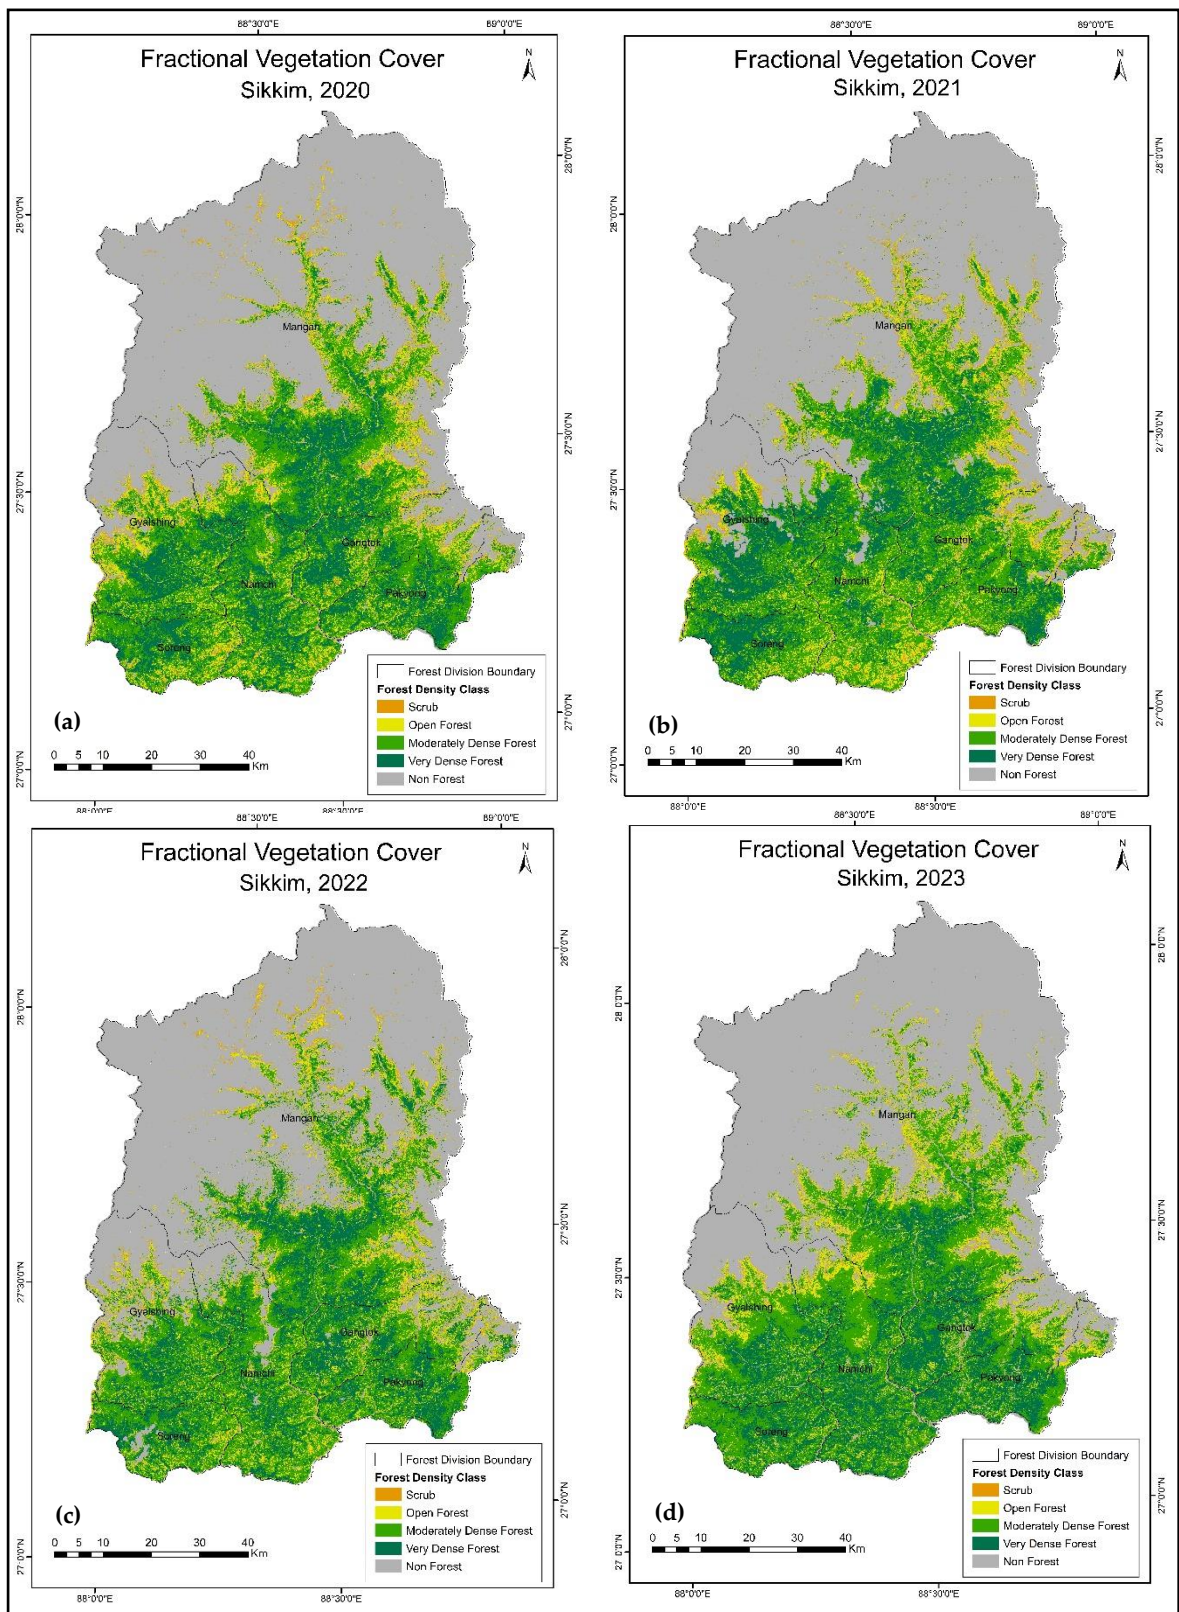 88°30'0"E
89°0'0"E
Fractional Vegetation Cover
Sikkim, 2020
N
28°0'0"N
28°0'0"N
Mangan
27°30'0"N
27°30'0"N
Gyalshing
Gangtok
Namchi
Pakyong
Soreng
Forest Division Boundary
Forest Density Class
Scrub
Open Forest
Moderately Dense Forest
Very Dense Forest
Non Forest
(a)
0 5 10 20 30 40
Km
27°0'0"N
27°0'0"N
88°0'0"E
88°30'0"E
88°30'0"E
89°0'0"E
Fractional Vegetation Cover
Sikkim, 2021
N
28°0'0"N
28°0'0"N
Mangan
27°30'0"N
27°30'0"N
Gyalshing
Gangtok
Namchi
Pakyong
Soreng
Forest Division Boundary
Forest Density Class
Scrub
Open Forest
Moderately Dense Forest
Very Dense Forest
Non Forest
(b)
0 5 10 20 30 40
Km
27°0'0"N
27°0'0"N
88°0'0"E
88°30'0"E
88°30'0"E
89°0'0"E
Fractional Vegetation Cover
Sikkim, 2022
N
28°0'0"N
28°0'0"N
Mangan
27°30'0"N
27°30'0"N
Gyalshing
Gangtok
Namchi
Pakyong
Soreng
Forest Division Boundary
Forest Density Class
Scrub
Open Forest
Moderately Dense Forest
Very Dense Forest
Non Forest
(c)
0 5 10 20 30 40
Km
27°0'0"N
27°0'0"N
88°0'0"E
88°30'0"E
88°30'0"E
89°0'0"E
Fractional Vegetation Cover
Sikkim, 2023
N
28°0'0"N
28°0'0"N
Mangan
27°30'0"N
27°30'0"N
Gyalshing
Gangtok
Namchi
Pakyong
Soreng
Forest Division Boundary
Forest Density Class
Scrub
Open Forest
Moderately Dense Forest
Very Dense Forest
Non Forest
(d)
0 5 10 20 30 40
Km
27°0'0"N
27°0'0"N
88°0'0"E
88°30'0"E